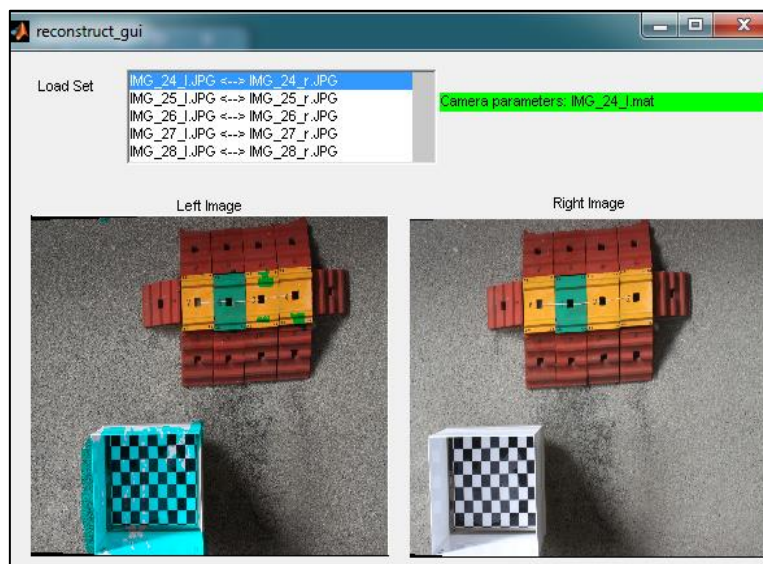 reconstruct_gui
Load Set
IMG_24_l.JPG <--> IMG_24_r.JPG
IMG_25_l.JPG <--> IMG_25_r.JPG
IMG_26_l.JPG <--> IMG_26_r.JPG
IMG_27_l.JPG <--> IMG_27_r.JPG
IMG_28_l.JPG <--> IMG_28_r.JPG
Camera parameters: IMG_24_l.mat
Left Image
Right Image